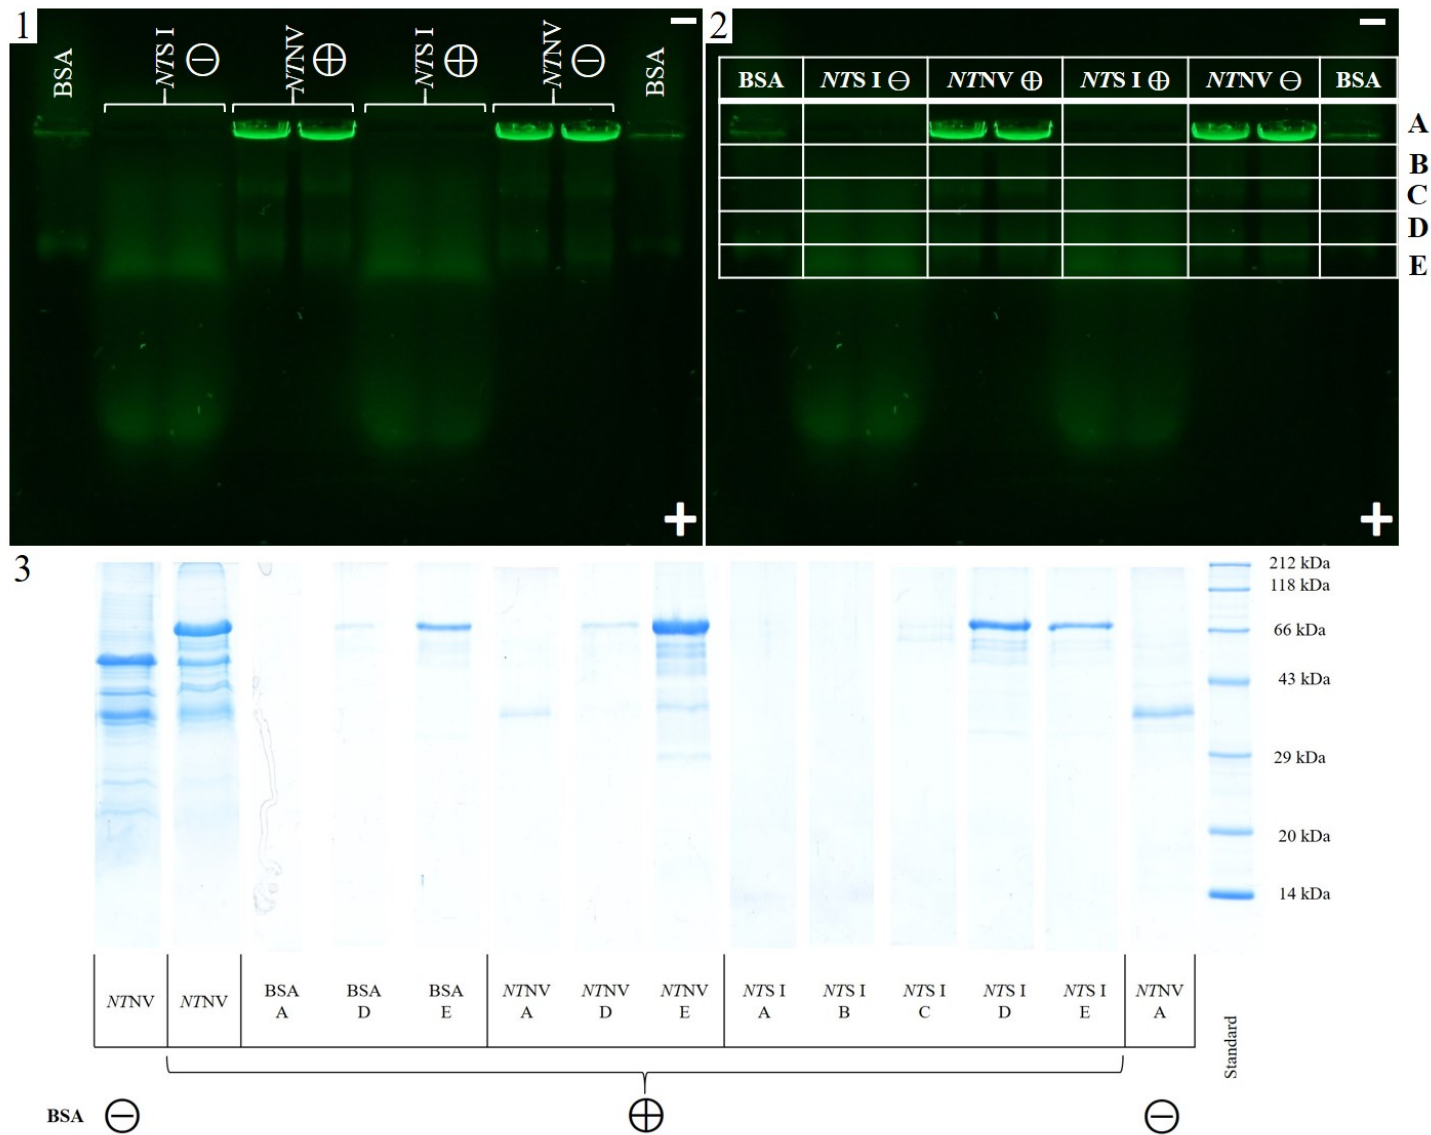 1
BSA
NTS I ⊖
NTNV ⊕
NTS I ⊕
NTNV ⊖
BSA
−
+
2
−
BSA NTS I ⊖ NTNV ⊕ NTS I ⊕ NTNV ⊖ BSA
A
B
C
D
E
+
3
212 kDa
118 kDa
66 kDa
43 kDa
29 kDa
20 kDa
14 kDa
NTNV
NTNV
BSA
A
BSA
D
BSA
E
NTNV
A
NTNV
D
NTNV
E
NTS I
A
NTS I
B
NTS I
C
NTS I
D
NTS I
E
NTNV
A
Standard
BSA ⊖ ⊕ ⊖